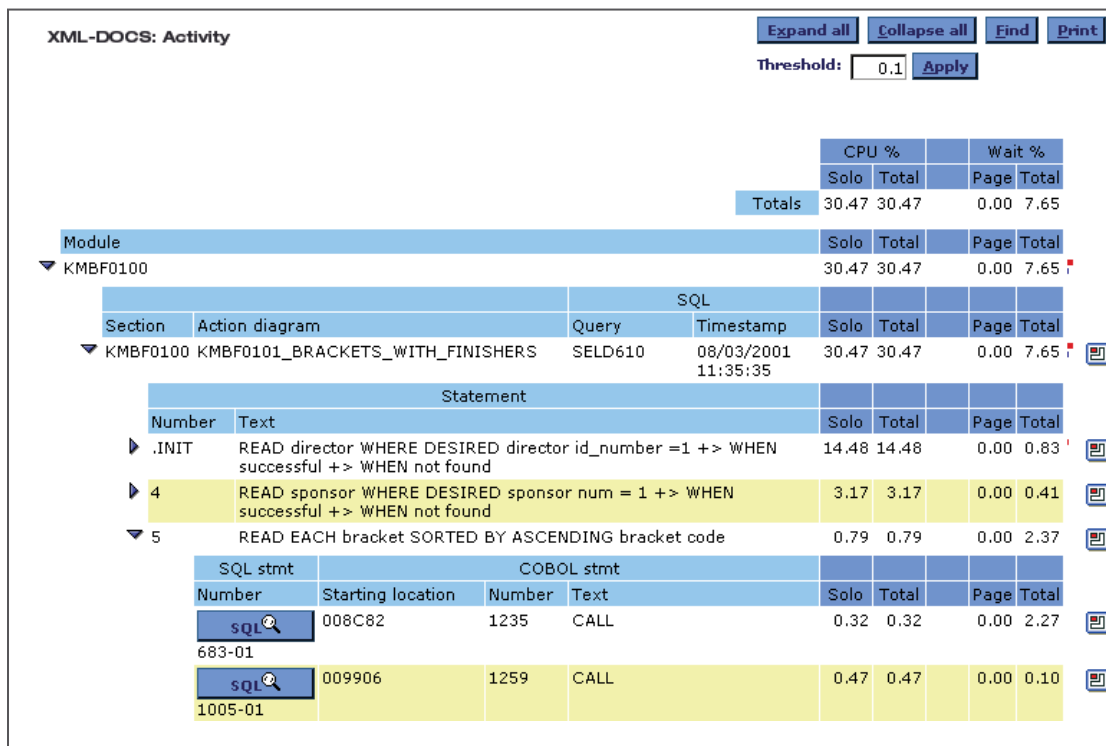 XML-DOCS: Activity
Expand all Collapse all Find Print
Threshold: 0.1 Apply
CPU % Wait %
Solo Total Page Total
Totals 30.47 30.47 0.00 7.65
Module Solo Total Page Total
KMBF0100 30.47 30.47 0.00 7.65
SQL
Section Action diagram Query Timestamp Solo Total Page Total
KMBF0100 KMBF0101_BRACKETS_WITH_FINISHERS SELD610 08/03/2001 30.47 30.47 0.00 7.65
11:35:35
Statement
Number Text Solo Total Page Total
.INIT READ director WHERE DESIRED director id_number =1 +> WHEN 14.48 14.48 0.00 0.83
successful +> WHEN not found
4 READ sponsor WHERE DESIRED sponsor num = 1 +> WHEN 3.17 3.17 0.00 0.41
successful +> WHEN not found
5 READ EACH bracket SORTED BY ASCENDING bracket code 0.79 0.79 0.00 2.37
SQL stmt COBOL stmt
Number Starting location Number Text Solo Total Page Total
SQL 008C82 1235 CALL 0.32 0.32 0.00 2.27
683-01
SQL 009906 1259 CALL 0.47 0.47 0.00 0.10
1005-01